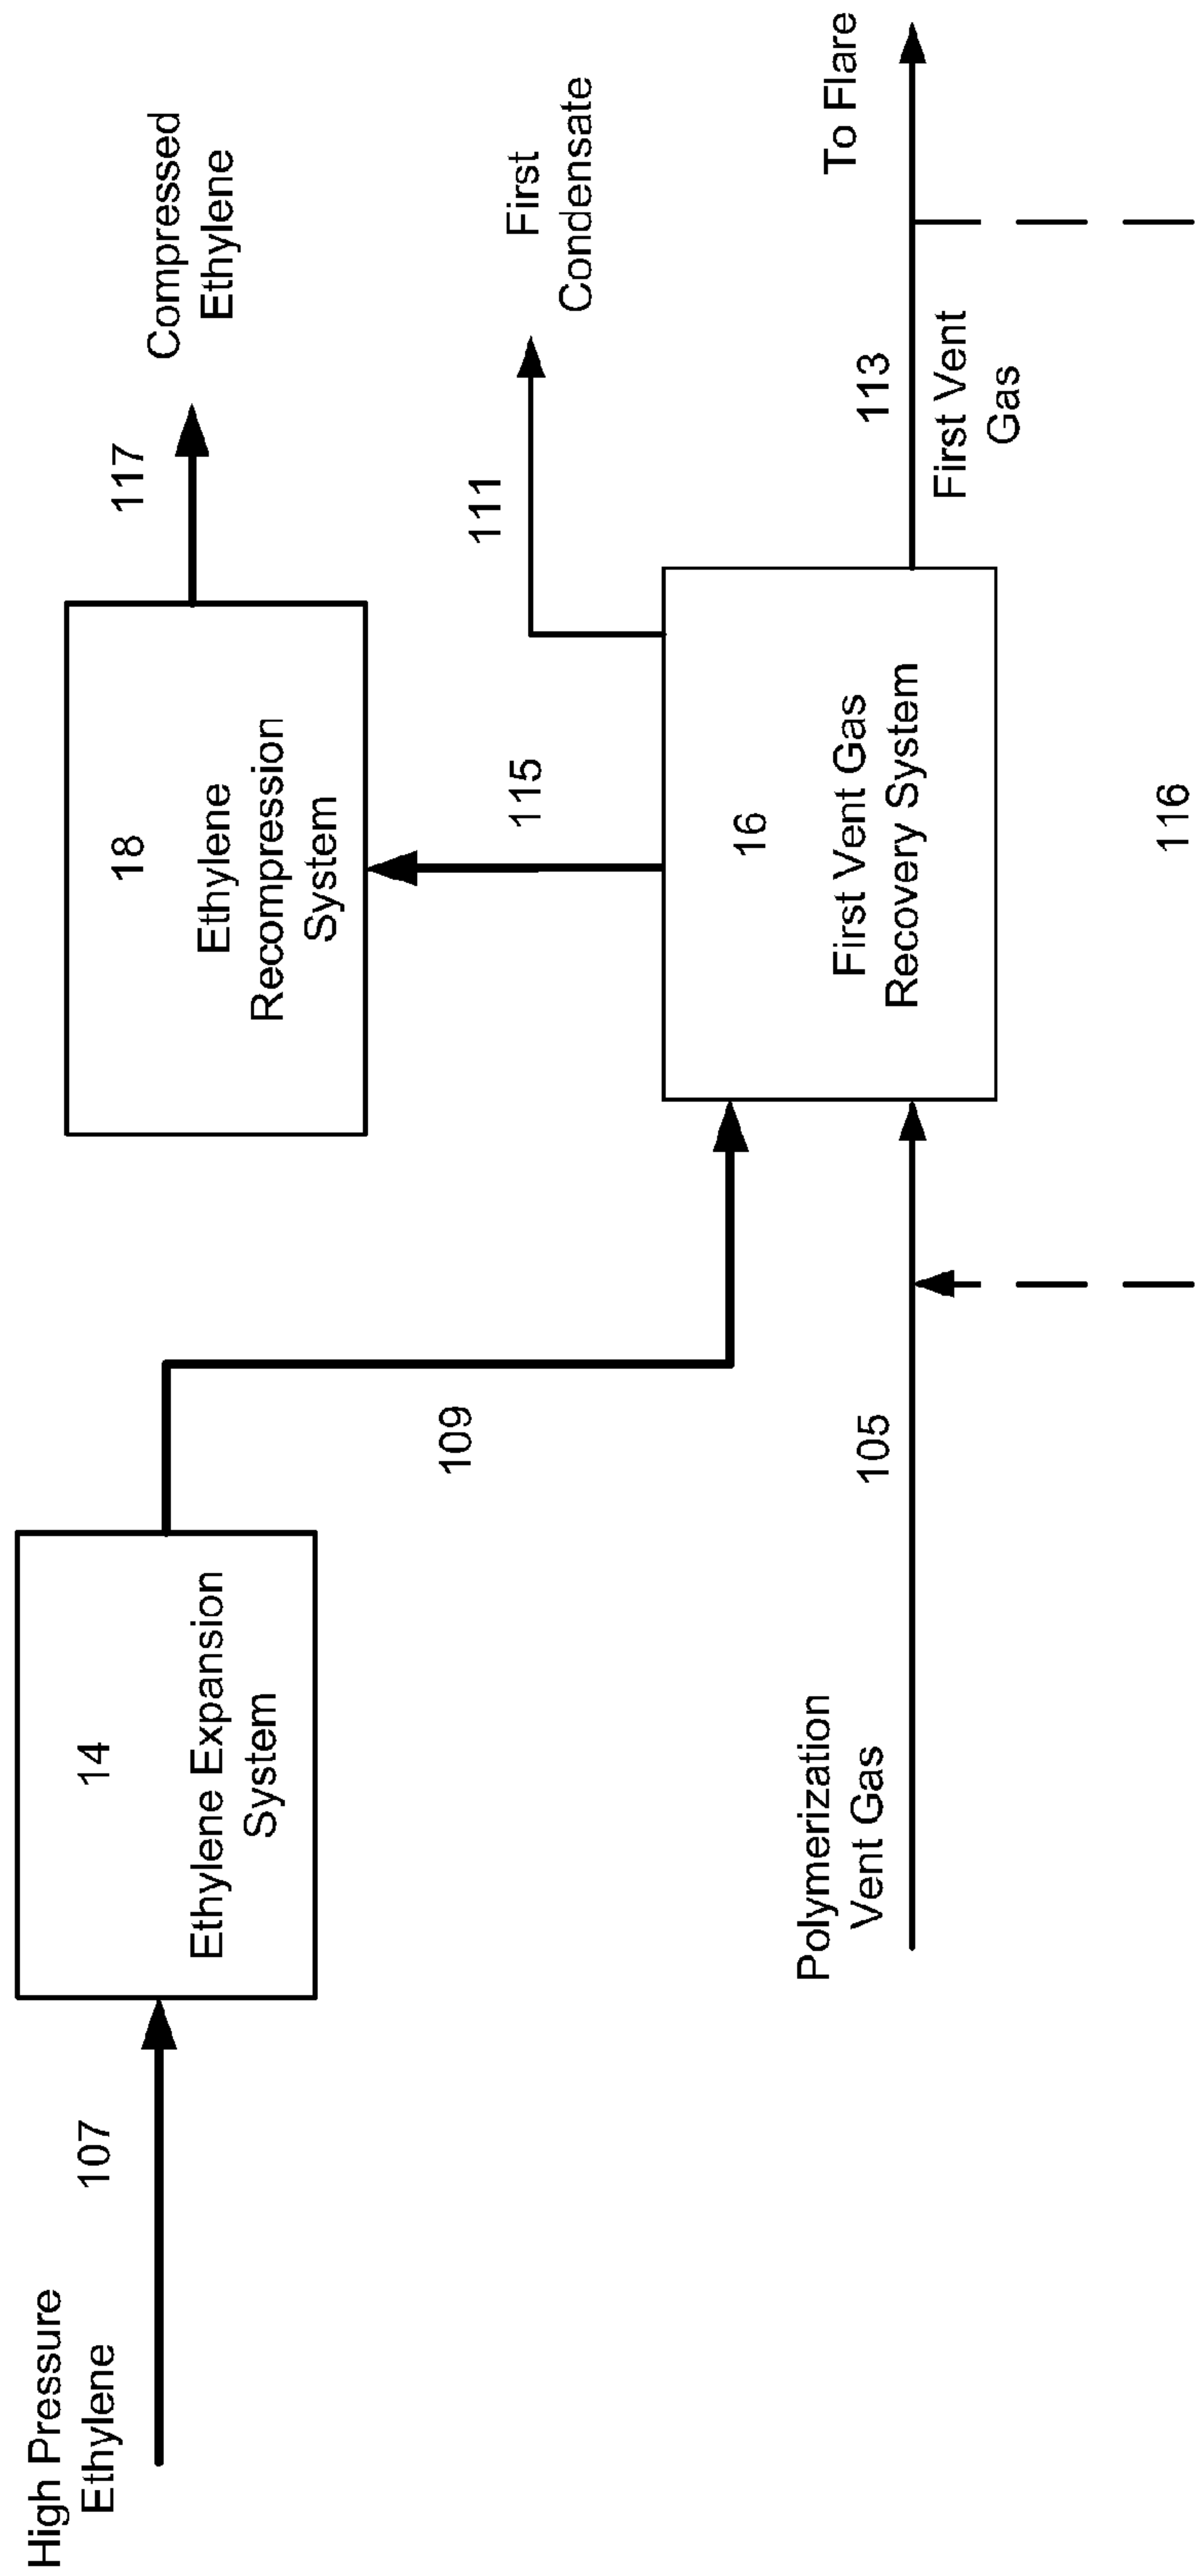 High Pressure
Ethylene
107
14
Ethylene Expansion
System
109
18
Ethylene
Recompression
System
117
Compressed
Ethylene
115
111
First
Condensate
Polymerization
Vent Gas
105
16
First Vent Gas
Recovery System
113
First Vent
Gas
To Flare
116